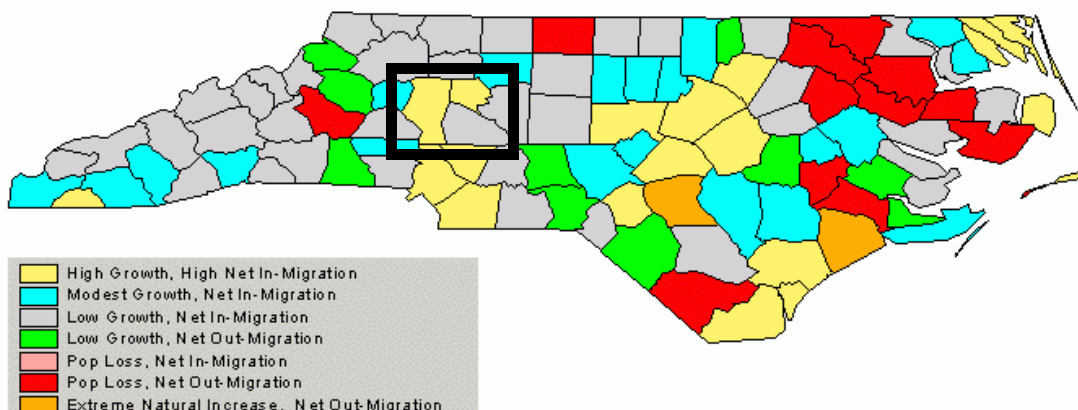 High Growth, High Net In-Migration
Modest Growth, Net In-Migration
Low Growth, Net In-Migration
Low Growth, Net Out-Migration
Pop Loss, Net In-Migration
Pop Loss, Net Out-Migration
Extreme Natural Increase, Net Out-Migration